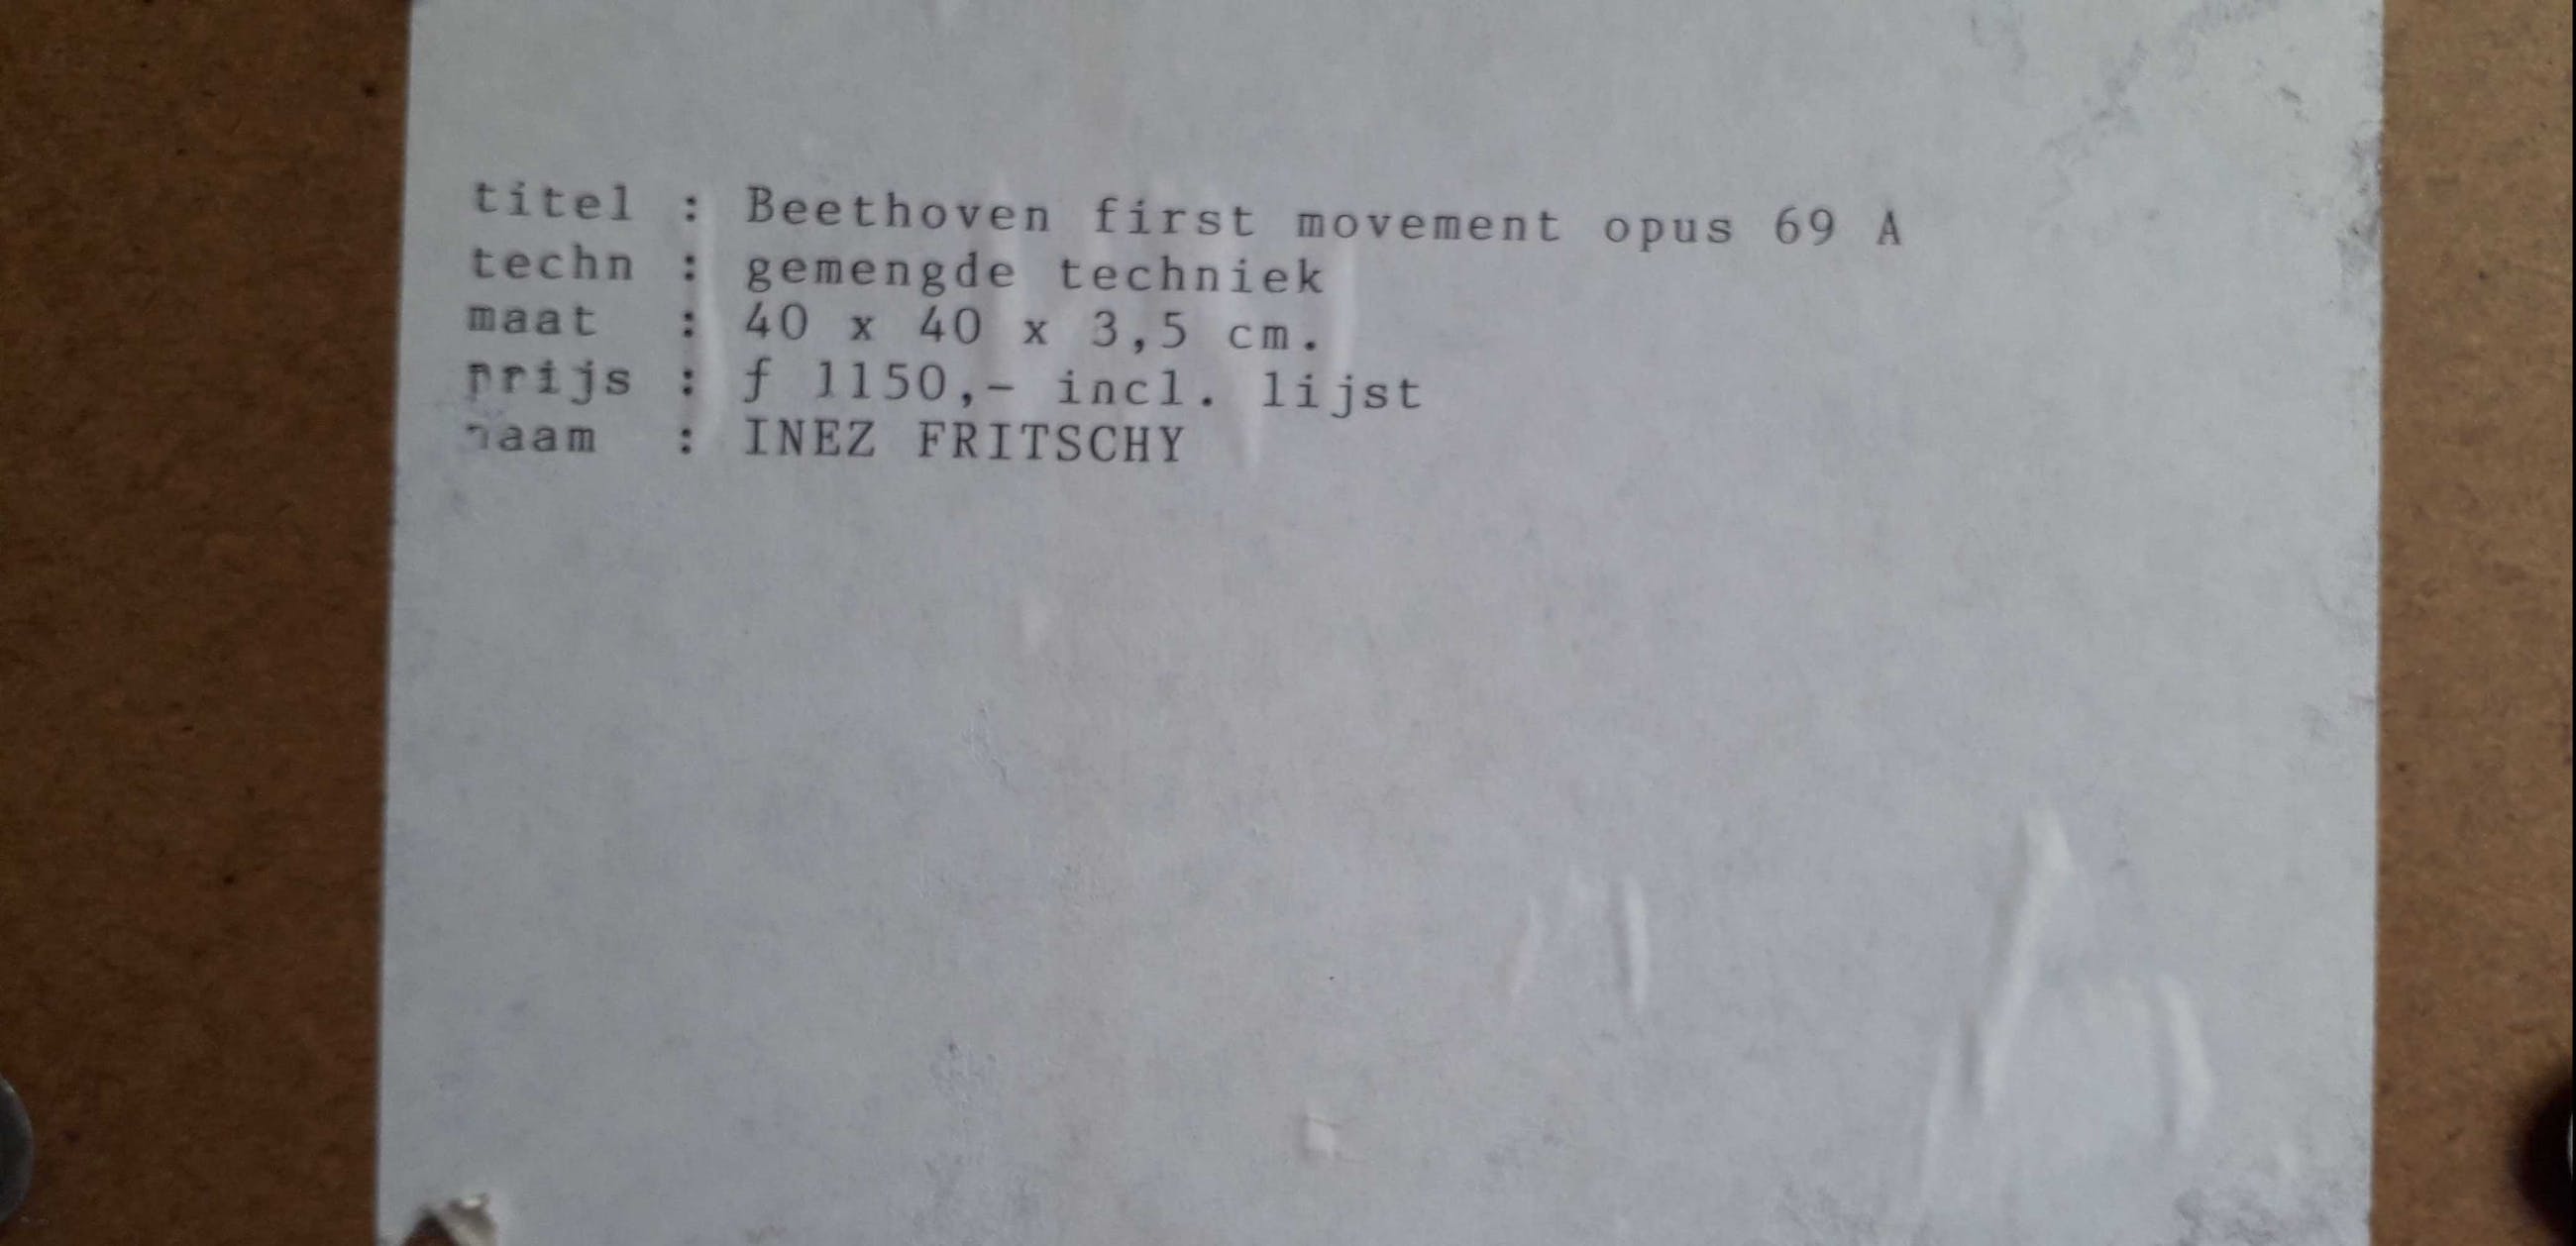 titel : Beethoven first movement opus 69 A
techn : gemengde techniek
maat : 40 x 40 x 3,5 cm.
prijs : ƒ 1150,- incl. lijst
naam : INEZ FRITSCHY